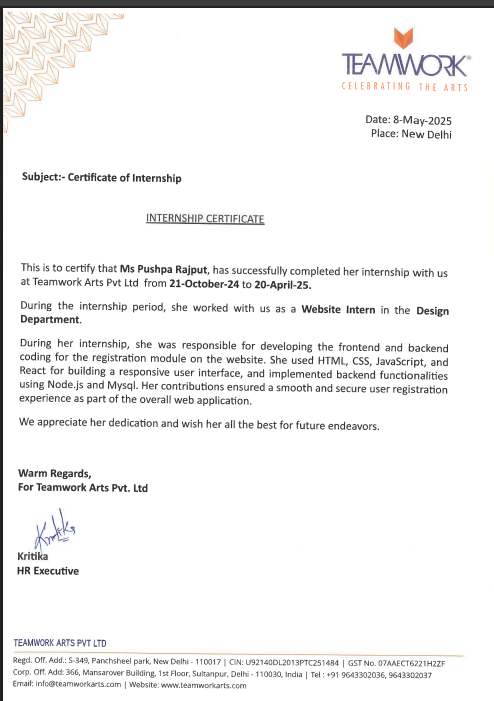 TEAMWORK®
CELEBRATING THE ARTS
Date: 8-May-2025
Place: New Delhi
Subject:- Certificate of Internship
INTERNSHIP CERTIFICATE
This is to certify that Ms Pushpa Rajput, has successfully completed her internship with us
at Teamwork Arts Pvt Ltd from 21-October-24 to 20-April-25.
During the internship period, she worked with us as a Website Intern in the Design
Department.
During her internship, she was responsible for developing the frontend and backend
coding for the registration module on the website. She used HTML, CSS, JavaScript, and
React for building a responsive user interface, and implemented backend functionalities
using Node.js and Mysql. Her contributions ensured a smooth and secure user registration
experience as part of the overall web application.
We appreciate her dedication and wish her all the best for future endeavors.
Warm Regards,
For Teamwork Arts Pvt. Ltd
Kritika
Kritika
HR Executive
TEAMWORK ARTS PVT LTD
Regd. Off. Add.: S-349, Panchsheel park, New Delhi - 110017 | CIN: U92140DL2013PTC251484 | GST No. 07AAECT6221H2ZF
Corp. Off Add: 366, Mansarover Building, 1st Floor, Sultanpur, Delhi - 110030, India | Tel : +91 9643302036, 9643302037
Email: info@teamworkarts.com | Website: www.teamworkarts.com